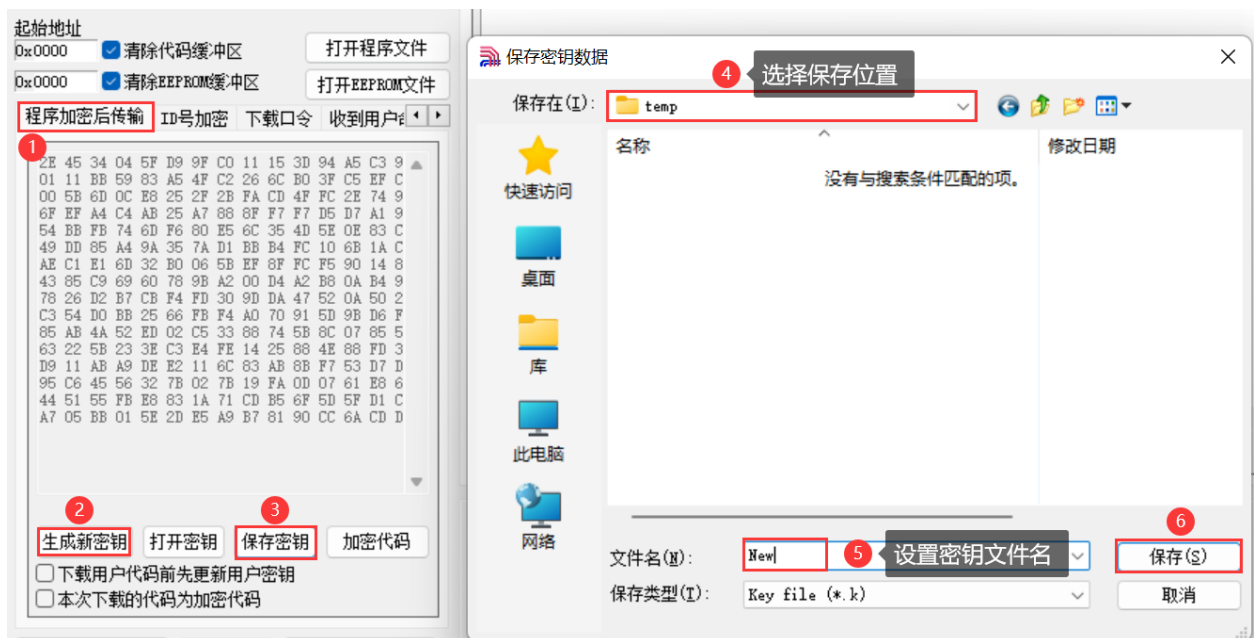 起始地址
0x0000 清除代码缓冲区 打开程序文件
0x0000 清除EEPROM缓冲区 打开EEPROM文件
程序加密后传输 ID号加密 下载口令 收到用户
1
2E 45 34 04 5F D9 9F C0 11 15 3D 94 A5 C3 9
01 11 BB 59 83 A5 4F C2 26 6C B0 3F C5 EF C
00 5B 6D 0C E8 25 2F 2B FA CD 4F FC 2E 74 9
6F EF A4 C4 AB 25 A7 88 8F F7 F7 D5 D7 A1 9
54 BB FB 74 6D F6 80 E5 6C 35 4D 5E 0E 83 C
49 DD 85 A4 9A 35 7A D1 BB B4 FC 10 6B 1A C
AE C1 E1 6D 32 B0 06 5B EF 8F FC F5 90 14 8
43 85 C9 69 60 78 9B A2 00 D4 A2 B8 0A B4 9
78 26 D2 B7 CB F4 FD 30 9D DA 47 52 0A 50 2
C3 54 D0 BB 25 66 FB F4 A0 70 91 5D 9B D6 F
85 AB 4A 52 ED 02 C5 33 88 74 5B 8C 07 85 5
63 22 5B 23 3E C3 E4 FE 14 25 88 4E 88 FD 3
D9 11 AB A9 DE E2 11 6C 83 AB 8B F7 53 D7 D
95 C6 45 56 32 7B 02 7B 19 FA 0D 07 61 E8 6
44 51 55 FB E8 83 1A 71 CD B5 6F 5D 5F D1 C
A7 05 BB 01 5E 2D E5 A9 B7 81 90 CC 6A CD D
2 3
生成新密钥 打开密钥 保存密钥 加密代码
下载用户代码前先更新用户密钥
本次下载的代码为加密代码
保存密钥数据
4 选择保存位置
保存在(I): temp
名称 修改日期
没有与搜索条件匹配的项。
快速访问
桌面
库
此电脑
网络
6
文件名(N): New 5 设置密钥文件名 保存(S)
保存类型(T): Key file (*.k) 取消